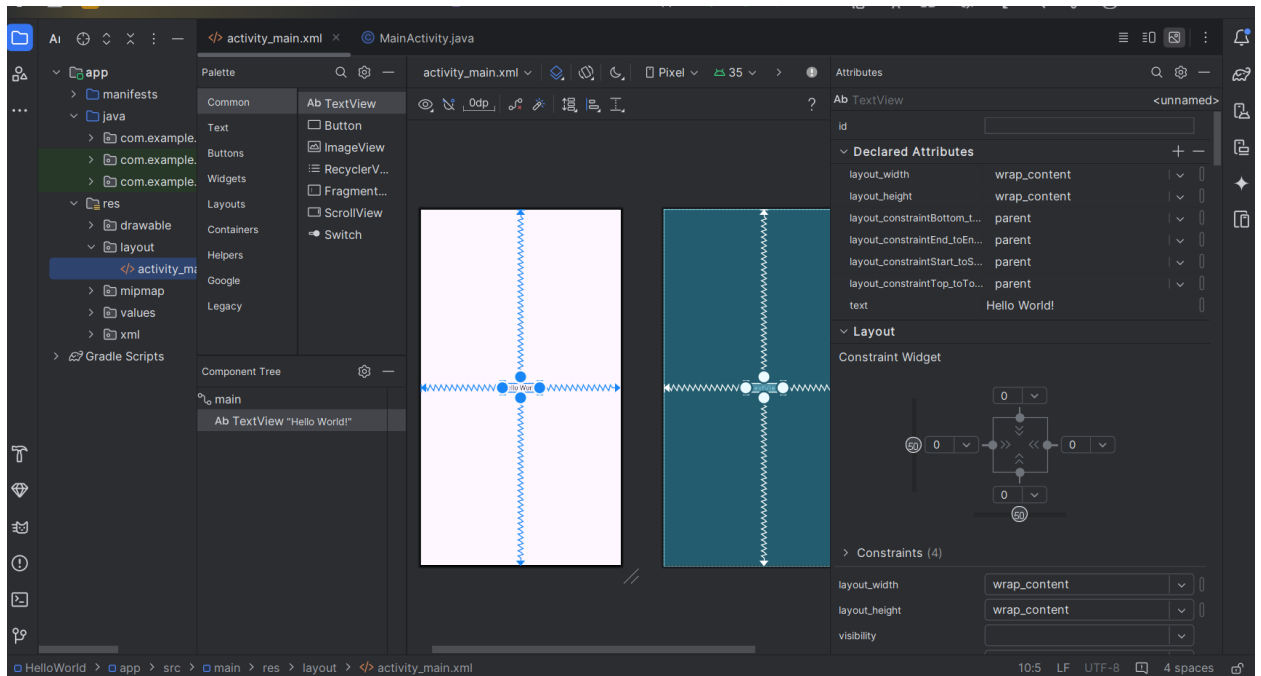 activity_main.xml
MainActivity.java
app
manifests
java
com.example.
com.example.
com.example.
res
drawable
layout
activity_ma
mipmap
values
xml
Gradle Scripts
Palette
Common
Text
Buttons
Widgets
Layouts
Containers
Helpers
Google
Legacy
Ab TextView
Button
ImageView
RecyclerV...
Fragment...
ScrollView
Switch
Component Tree
main
Ab TextView "Hello World!"
activity_main.xml
Pixel
35
0dp
?
Attributes
Ab TextView <unnamed>
id
Declared Attributes
layout_width wrap_content
layout_height wrap_content
layout_constraintBottom_t... parent
layout_constraintEnd_toEn... parent
layout_constraintStart_toS... parent
layout_constraintTop_toTo... parent
text Hello World!
Layout
Constraint Widget
0
50 0 0
0
50
Constraints (4)
layout_width wrap_content
layout_height wrap_content
visibility
HelloWorld > app > src > main > res > layout > activity_main.xml
10:5 LF UTF-8 4 spaces